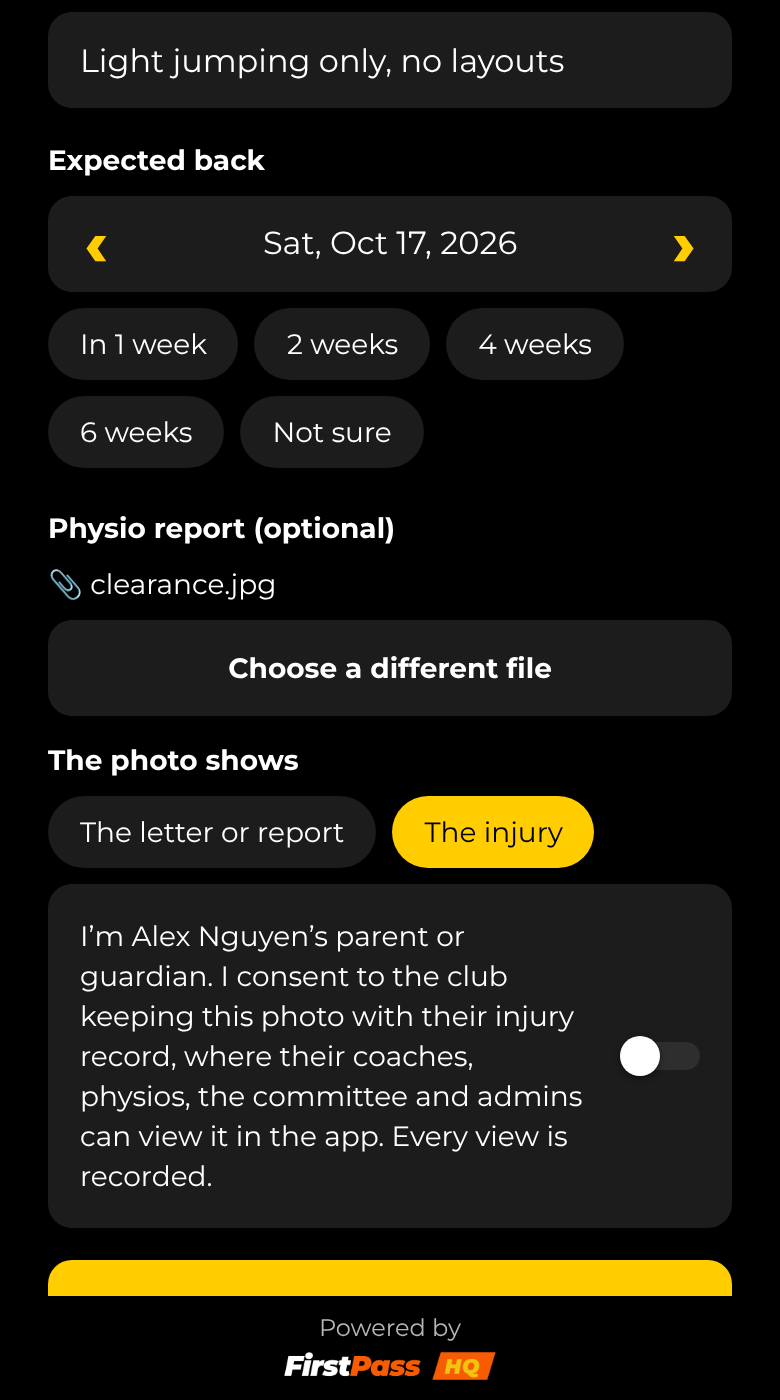 Light jumping only, no layouts
Expected back
‹ Sat, Oct 17, 2026 ›
In 1 week
2 weeks
4 weeks
6 weeks
Not sure
Physio report (optional)
📎 clearance.jpg
Choose a different file
The photo shows
The letter or report
The injury
I’m Alex Nguyen’s parent or
guardian. I consent to the club
keeping this photo with their injury
record, where their coaches,
physios, the committee and admins
can view it in the app. Every view is
recorded.
Powered by
FirstPass HQ